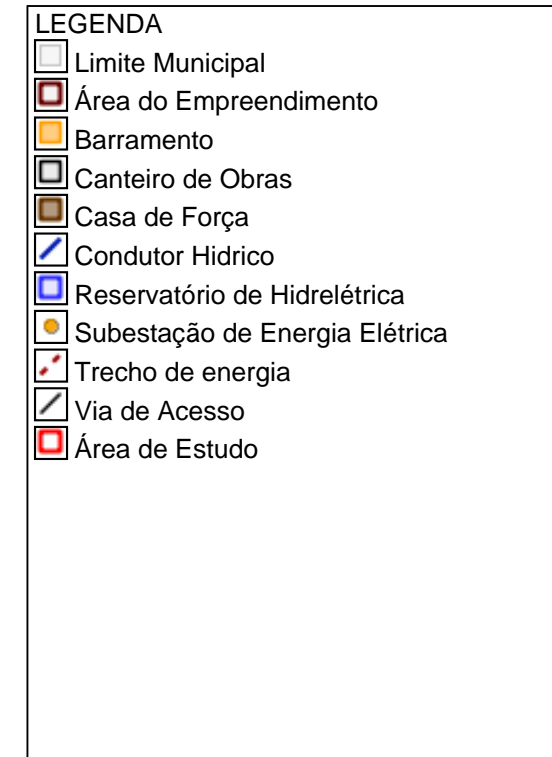 LEGENDA
Limite Municipal
Área do Empreendimento
Barramento
Canteiro de Obras
Casa de Força
Condutor Hidrico
Reservatório de Hidrelétrica
Subestação de Energia Elétrica
Trecho de energia
Via de Acesso
Área de Estudo